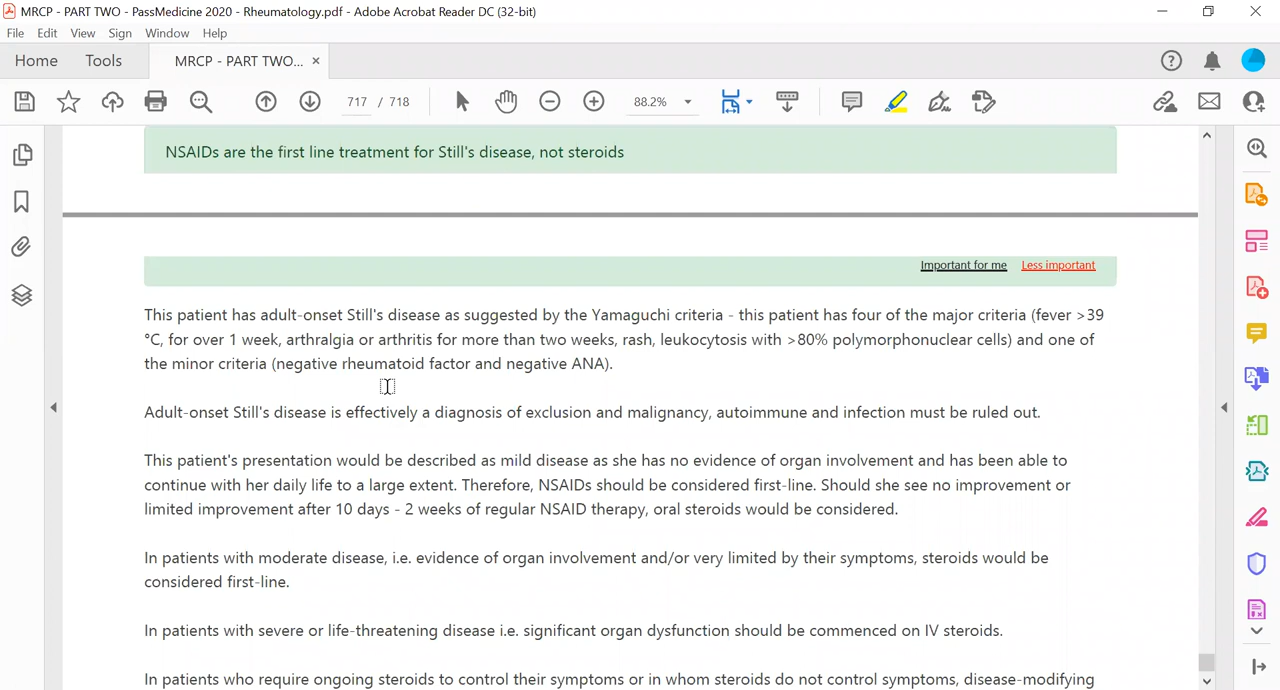 MRCP - PART TWO - PassMedicine 2020 - Rheumatology.pdf - Adobe Acrobat Reader DC (32-bit)
File Edit View Sign Window Help
Home Tools MRCP - PART TWO... ×
717 / 718 88.2%
NSAIDs are the first line treatment for Still's disease, not steroids
Important for me Less important
This patient has adult-onset Still's disease as suggested by the Yamaguchi criteria - this patient has four of the major criteria (fever >39
°C, for over 1 week, arthralgia or arthritis for more than two weeks, rash, leukocytosis with >80% polymorphonuclear cells) and one of
the minor criteria (negative rheumatoid factor and negative ANA).
Adult-onset Still's disease is effectively a diagnosis of exclusion and malignancy, autoimmune and infection must be ruled out.
This patient's presentation would be described as mild disease as she has no evidence of organ involvement and has been able to
continue with her daily life to a large extent. Therefore, NSAIDs should be considered first-line. Should she see no improvement or
limited improvement after 10 days - 2 weeks of regular NSAID therapy, oral steroids would be considered.
In patients with moderate disease, i.e. evidence of organ involvement and/or very limited by their symptoms, steroids would be
considered first-line.
In patients with severe or life-threatening disease i.e. significant organ dysfunction should be commenced on IV steroids.
In patients who require ongoing steroids to control their symptoms or in whom steroids do not control symptoms, disease-modifying